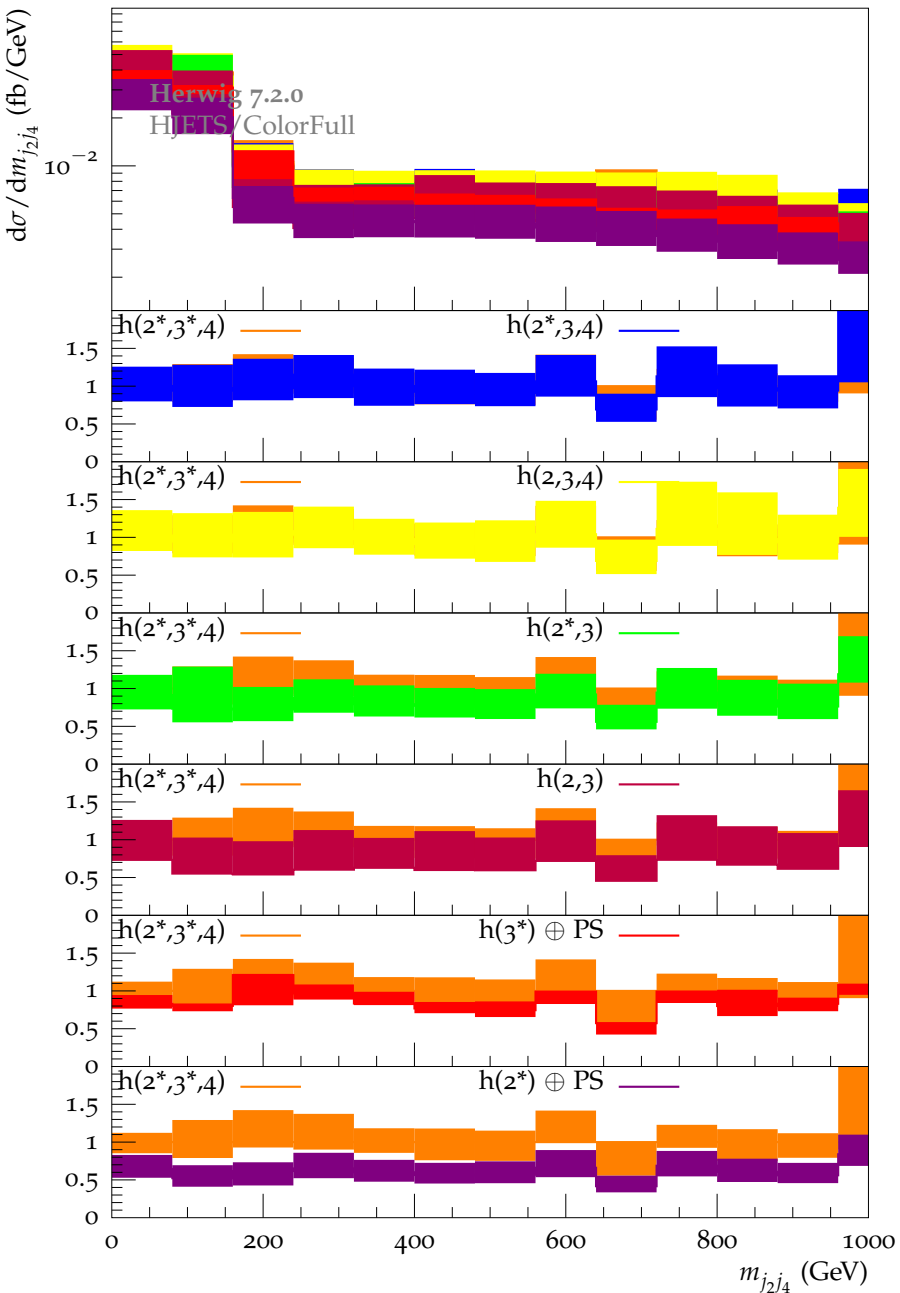 dσ/dm_{j_2j_4} (fb/GeV)
10^{−2}
Herwig 7.2.0
HJETS/ColorFull
h(2*,3*,4) h(2*,3,4)
1.5
1
0.5
0
h(2*,3*,4) h(2,3,4)
1.5
1
0.5
0
h(2*,3*,4) h(2*,3)
1.5
1
0.5
0
h(2*,3*,4) h(2,3)
1.5
1
0.5
0
h(2*,3*,4) h(3*) ⊕ PS
1.5
1
0.5
0
h(2*,3*,4) h(2*) ⊕ PS
1.5
1
0.5
0
0 200 400 600 800 1000
m_{j_2j_4} (GeV)